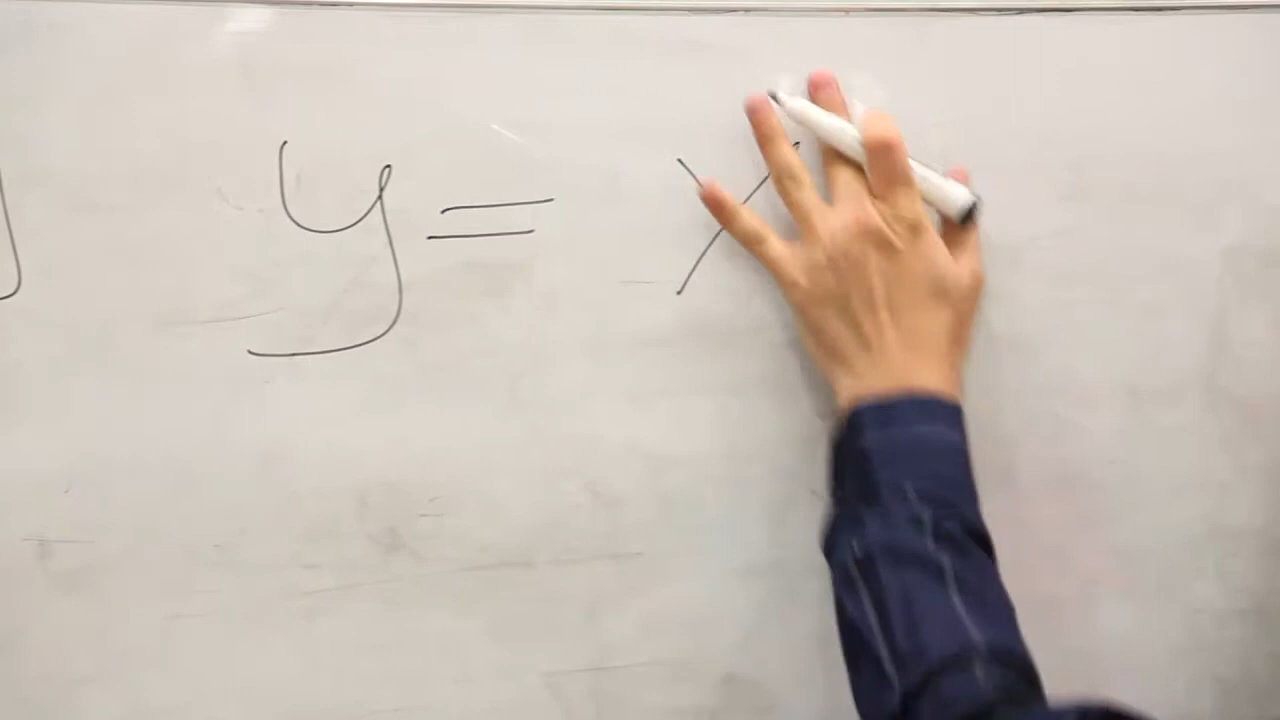 y = x